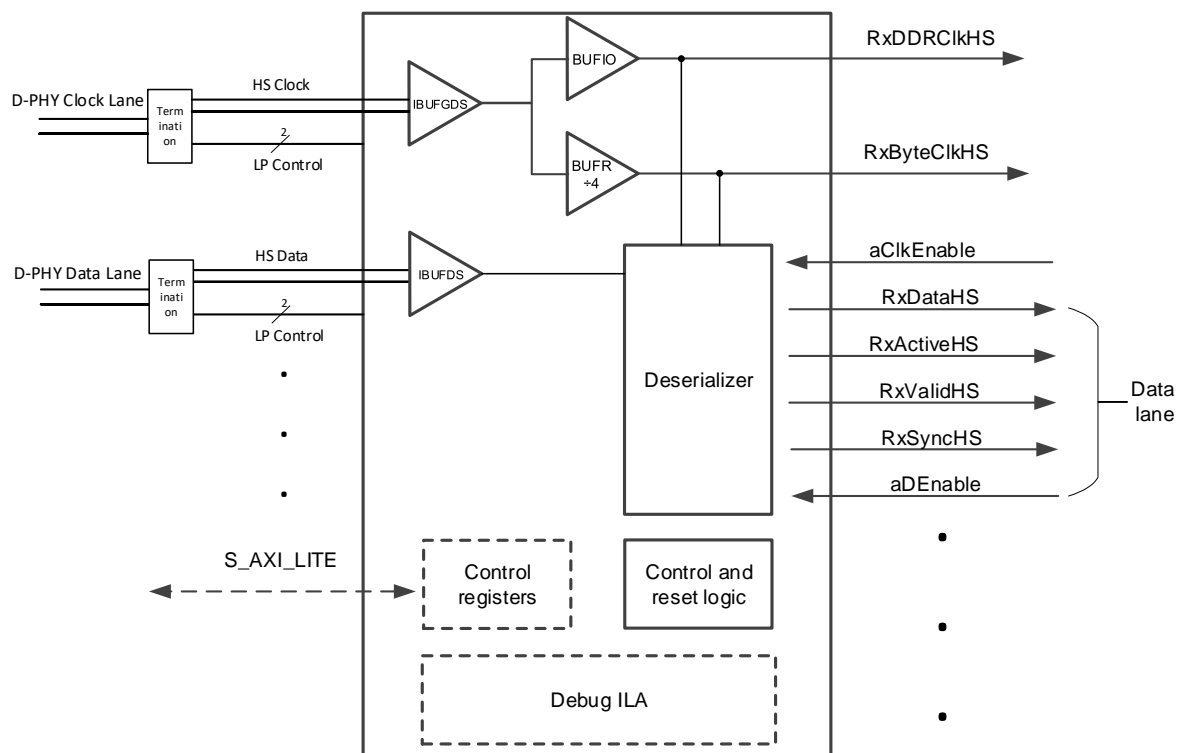 RxDDRClkHS
BUFIO
HS Clock
D-PHY Clock Lane
IBUFGDS
Term
inati
on
2
LP Control
RxByteClkHS
BUFR
÷4
aClkEnable
HS Data
D-PHY Data Lane
IBUFDS
Term
inati
on
2
LP Control
RxDataHS
RxActiveHS
Deserializer
Data
lane
RxValidHS
RxSyncHS
aDEnable
S_AXI_LITE
Control
registers
Control and
reset logic
Debug ILA